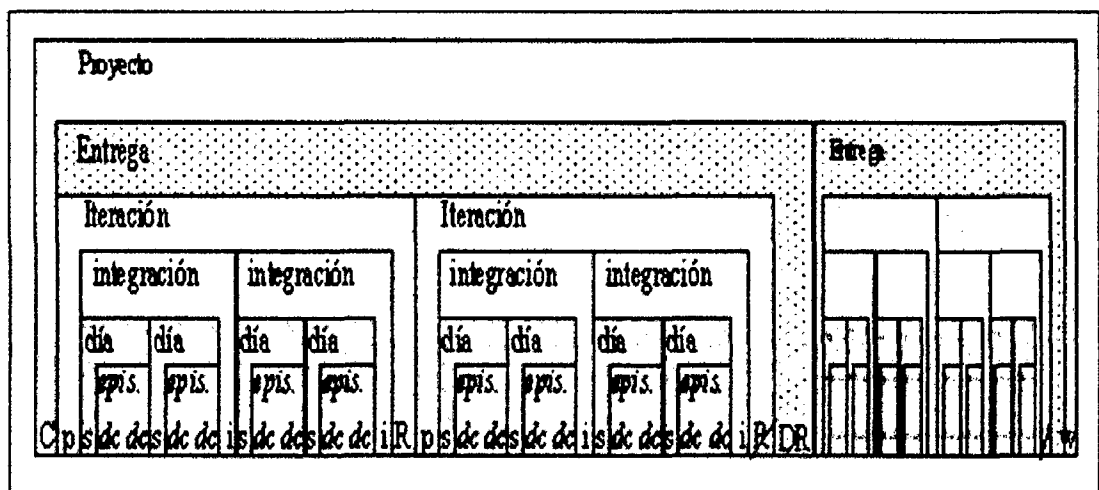 Proyecto
Entrega Entrega
Iteración Iteración
integración integración integración integración
día día día día día día día día
epis. epis. epis. epis. epis. epis. epis. epis.
C p s dc dc s dc dc i s dc dc s dc dc i R p s dc dc s dc dc i s dc dc s dc dc i R/ DR